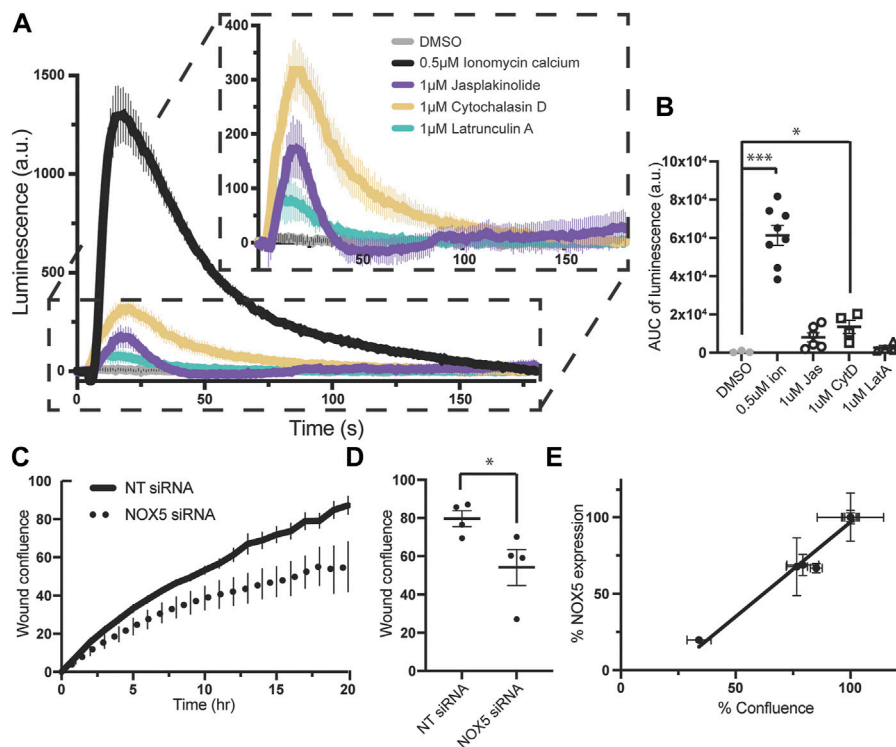 A
1500
1000
500
0
Luminescence (a.u.)
0
50
100
150
Time (s)
400
300
200
100
0
50
100
150
DMSO
0.5µM Ionomycin calcium
1µM Jasplakinolide
1µM Cytochalasin D
1µM Latrunculin A
B
*
***
10x10⁴
8x10⁴
6x10⁴
4x10⁴
2x10⁴
0
AUC of luminescence (a.u.)
DMSO
0.5uM ion
1uM Jas
1uM CytD
1uM LatA
C
100
80
60
40
20
0
Wound confluence
NT siRNA
NOX5 siRNA
0
5
10
15
20
Time (hr)
D
*
100
80
60
40
20
0
Wound confluence
NT siRNA
NOX5 siRNA
E
100
50
0
% NOX5 expression
0
50
100
% Confluence